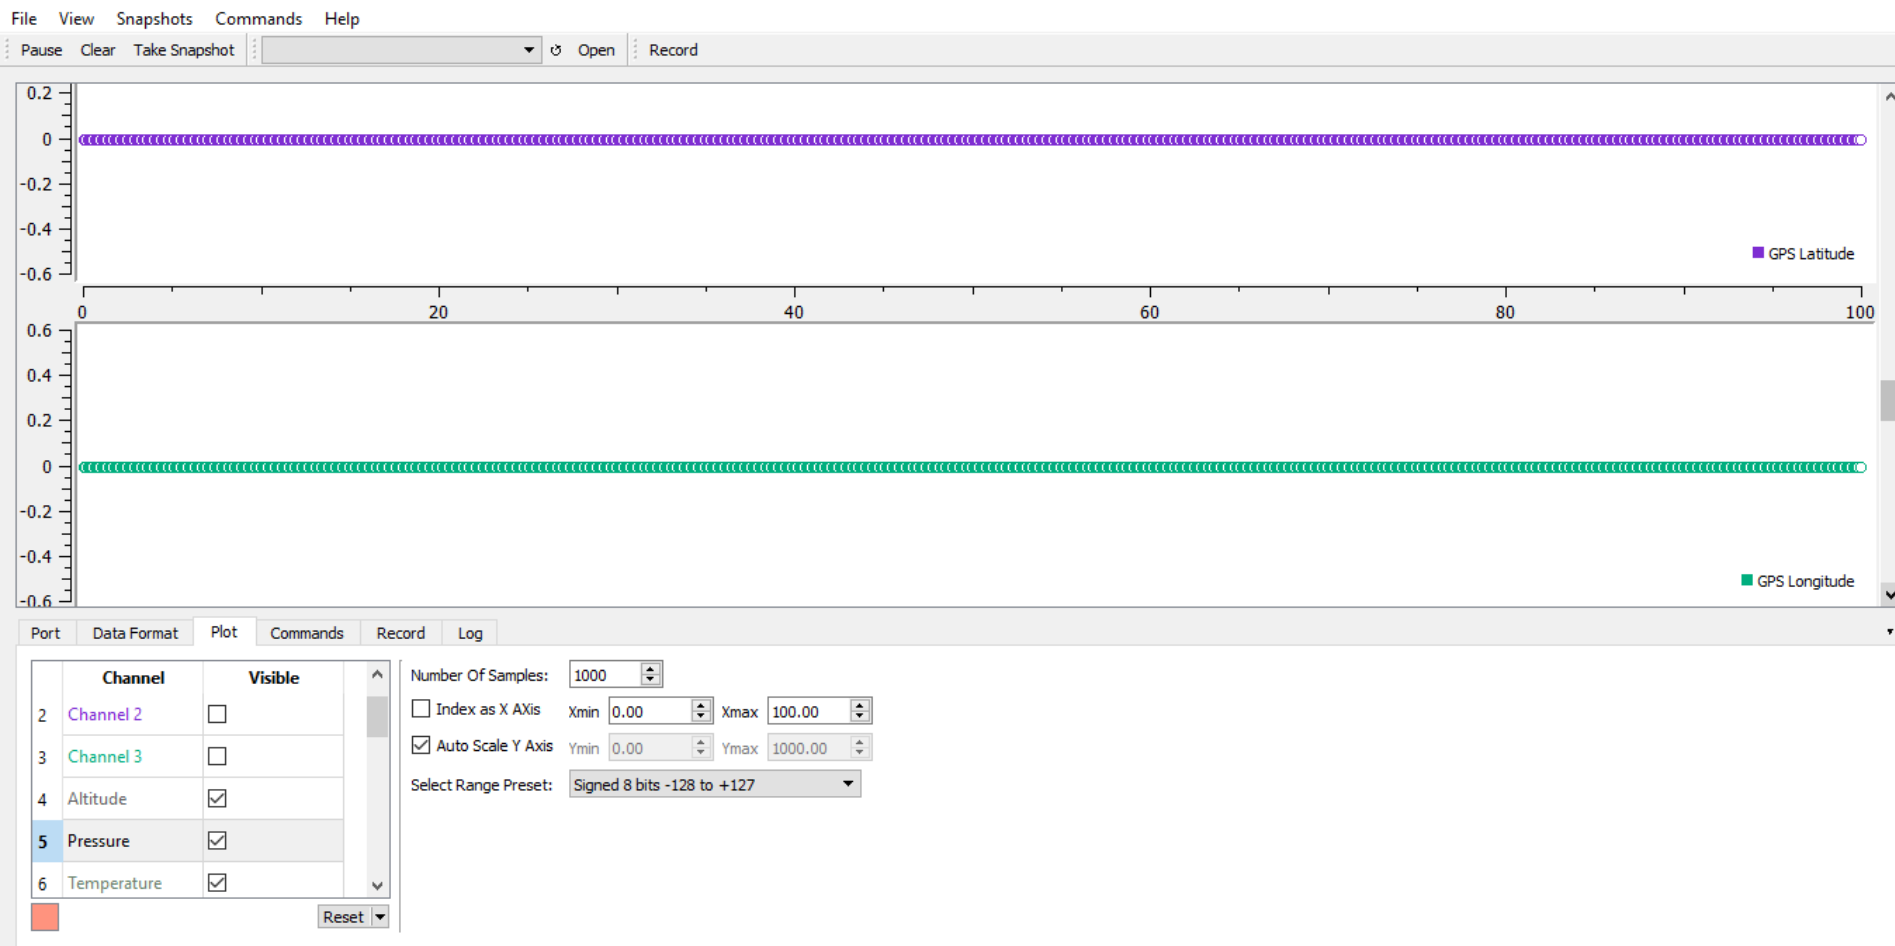 File View Snapshots Commands Help
Pause Clear Take Snapshot Open Record
0.2
0
-0.2
-0.4
-0.6
GPS Latitude
0 20 40 60 80 100
0.6
0.4
0.2
0
-0.2
-0.4
-0.6
GPS Longitude
Port Data Format Plot Commands Record Log
Channel Visible
2 Channel 2
3 Channel 3
4 Altitude
5 Pressure
6 Temperature
Reset
Number Of Samples: 1000
Index as X AXis Xmin 0.00 Xmax 100.00
Auto Scale Y Axis Ymin 0.00 Ymax 1000.00
Select Range Preset: Signed 8 bits -128 to +127